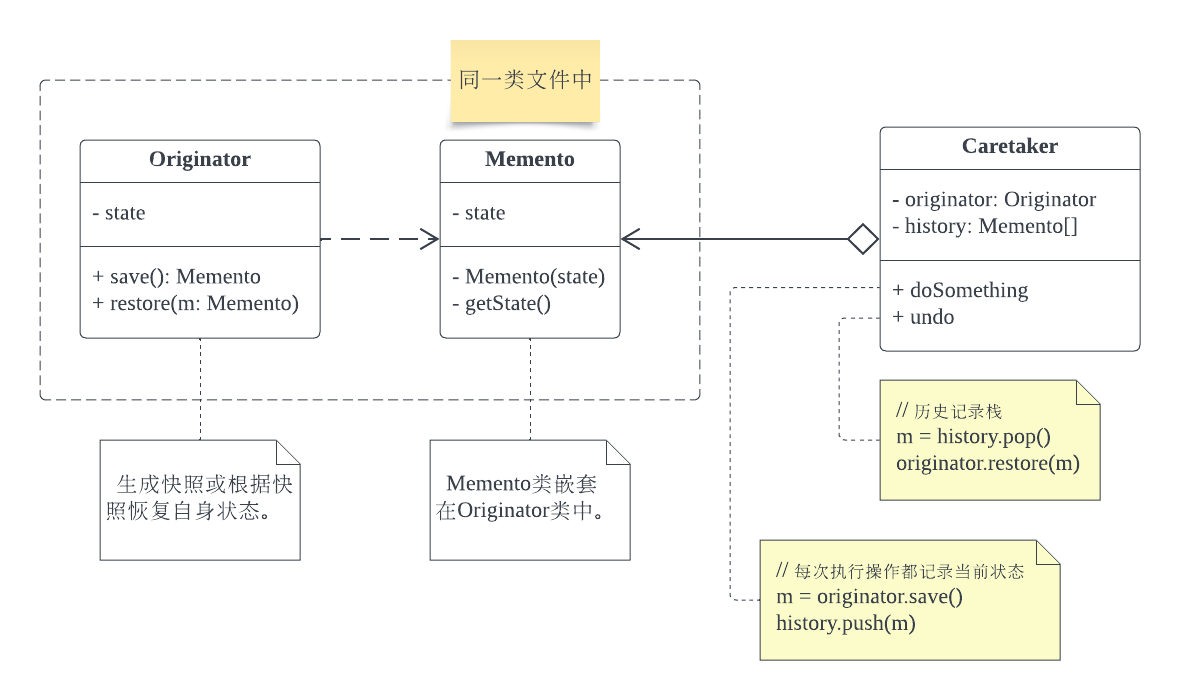 同一类文件中
Originator
- state
+ save(): Memento
+ restore(m: Memento)
Memento
- state
- Memento(state)
- getState()
Caretaker
- originator: Originator
- history: Memento[]
+ doSomething
+ undo
// 历史记录栈
m = history.pop()
originator.restore(m)
生成快照或根据快
照恢复自身状态。
Memento类嵌套
在Originator类中。
// 每次执行操作都记录当前状态
m = originator.save()
history.push(m)